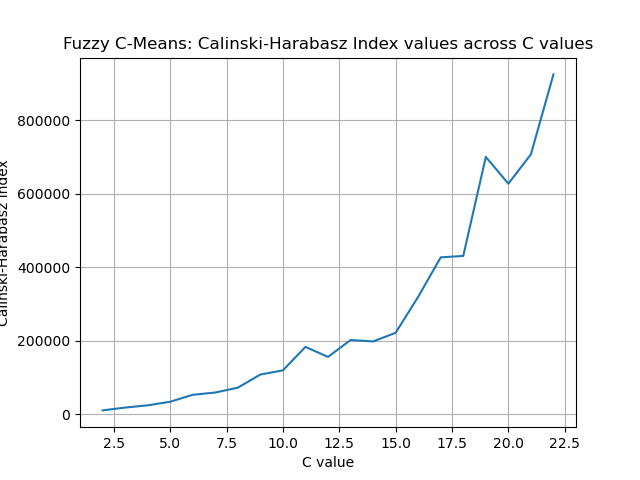 Fuzzy C-Means: Calinski-Harabasz Index values across C values
Calinski-Harabasz Index
800000
600000
400000
200000
0
2.5 5.0 7.5 10.0 12.5 15.0 17.5 20.0 22.5
C value